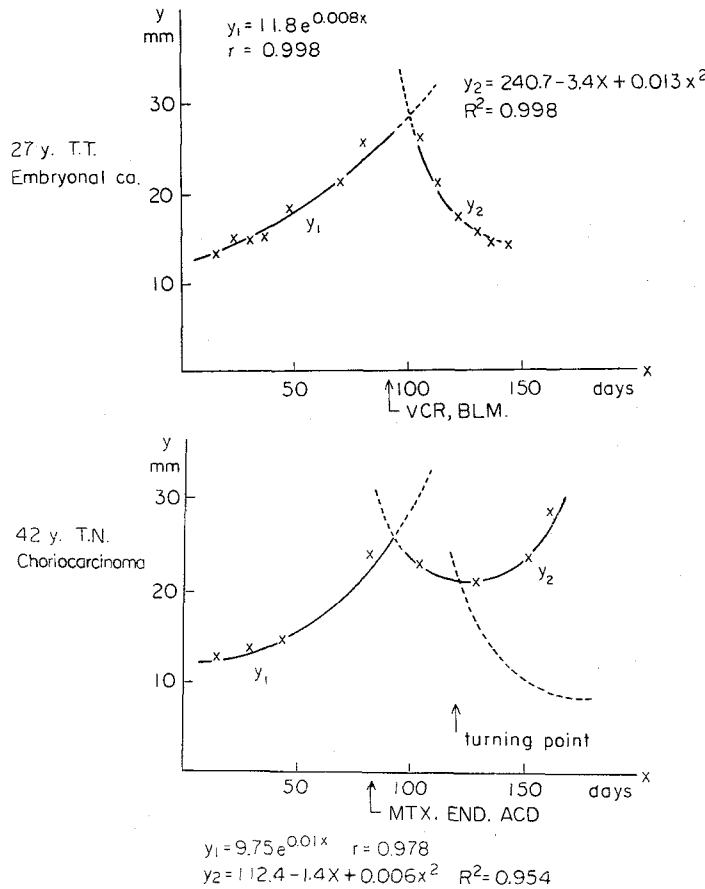 y
mm
y₁ = 11.8 e^0.008x
r = 0.998
y₂ = 240.7 - 3.4X + 0.013 x²
R² = 0.998
27 y. T.T.
Embryonal ca.
30
20
10
y₁
y₂
50
100
150
days
x
VCR, BLM.
y
mm
42 y. T.N.
Choriocarcinoma
30
20
10
y₁
y₂
turning point
50
100
150
days
x
MTX. END. ACD
y₁ = 9.75 e^0.01x r = 0.978
y₂ = 112.4 - 1.4X + 0.006x² R² = 0.954